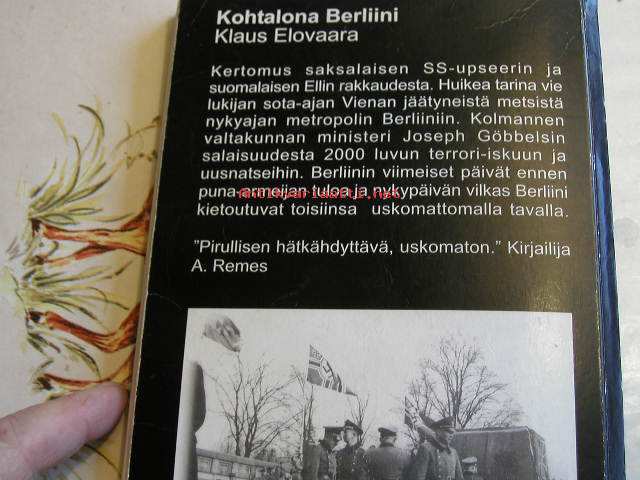 Kohtalona Berliini
Klaus Elovaara
Kertomus saksalaisen SS-upseerin ja
suomalaisen Ellin rakkaudesta. Huikea tarina vie
lukijan sota-ajan Vienan jäätyneistä metsistä
nykyajan metropolin Berliiniin. Kolmannen
valtakunnan ministeri Joseph Göbbelsin
salaisuudesta 2000 luvun terrori-iskuun ja
uusnatseihin. Berliinin viimeiset päivät ennen
puna-armeijan tuloa ja nykypäivän vilkas Berliini
kietoutuvat toisiinsa uskomattomalla tavalla.
"Pirullisen hätkähdyttävä, uskomaton." Kirjailija
A. Remes